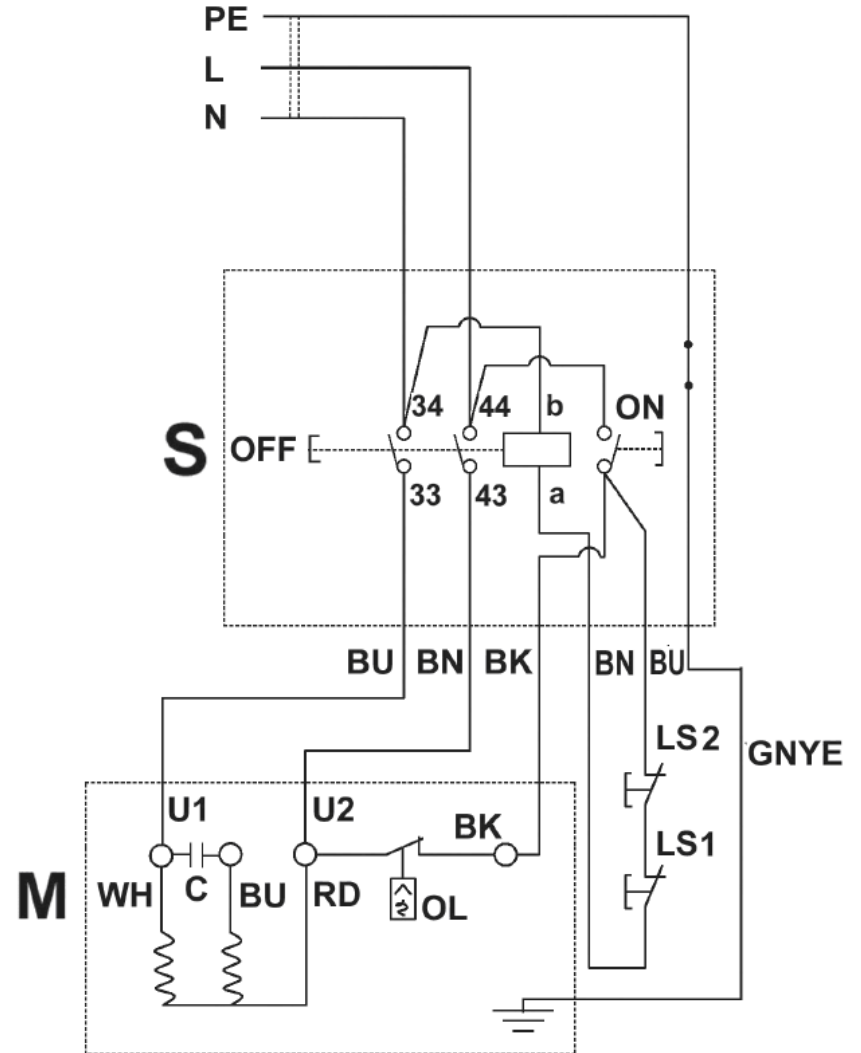 PE
L
N
34 44 b ON
S OFF
33 43 a
BU BN BK BN BU
LS2
GNYE
U1 U2 BK
LS1
M WH C BU RD OL